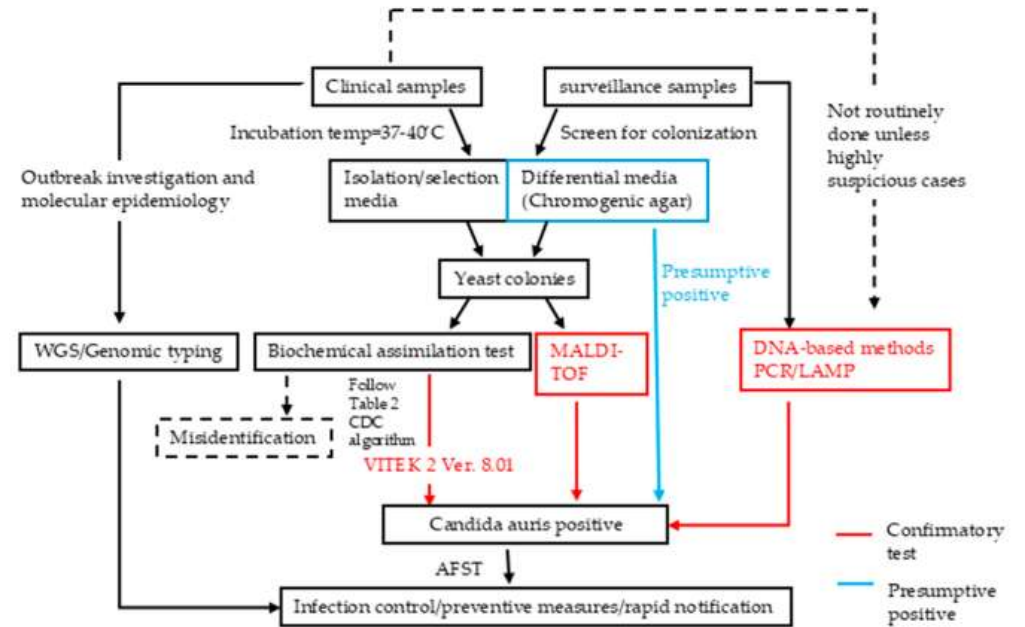 Clinical samples
surveillance samples
Incubation temp=37-40°C
Screen for colonization
Not routinely
done unless
highly
suspicious cases
Outbreak investigation and
molecular epidemiology
Isolation/selection
media
Differential media
(Chromogenic agar)
Yeast colonies
Presumptive
positive
WGS/Genomic typing
Biochemical assimilation test
MALDI-
TOF
DNA-based methods
PCR/LAMP
Follow
Table 2
CDC
algorithm
Misidentification
VITEK 2 Ver. 8.01
Candida auris positive
Confirmatory
test
AFST
Presumptive
positive
Infection control/preventive measures/rapid notification